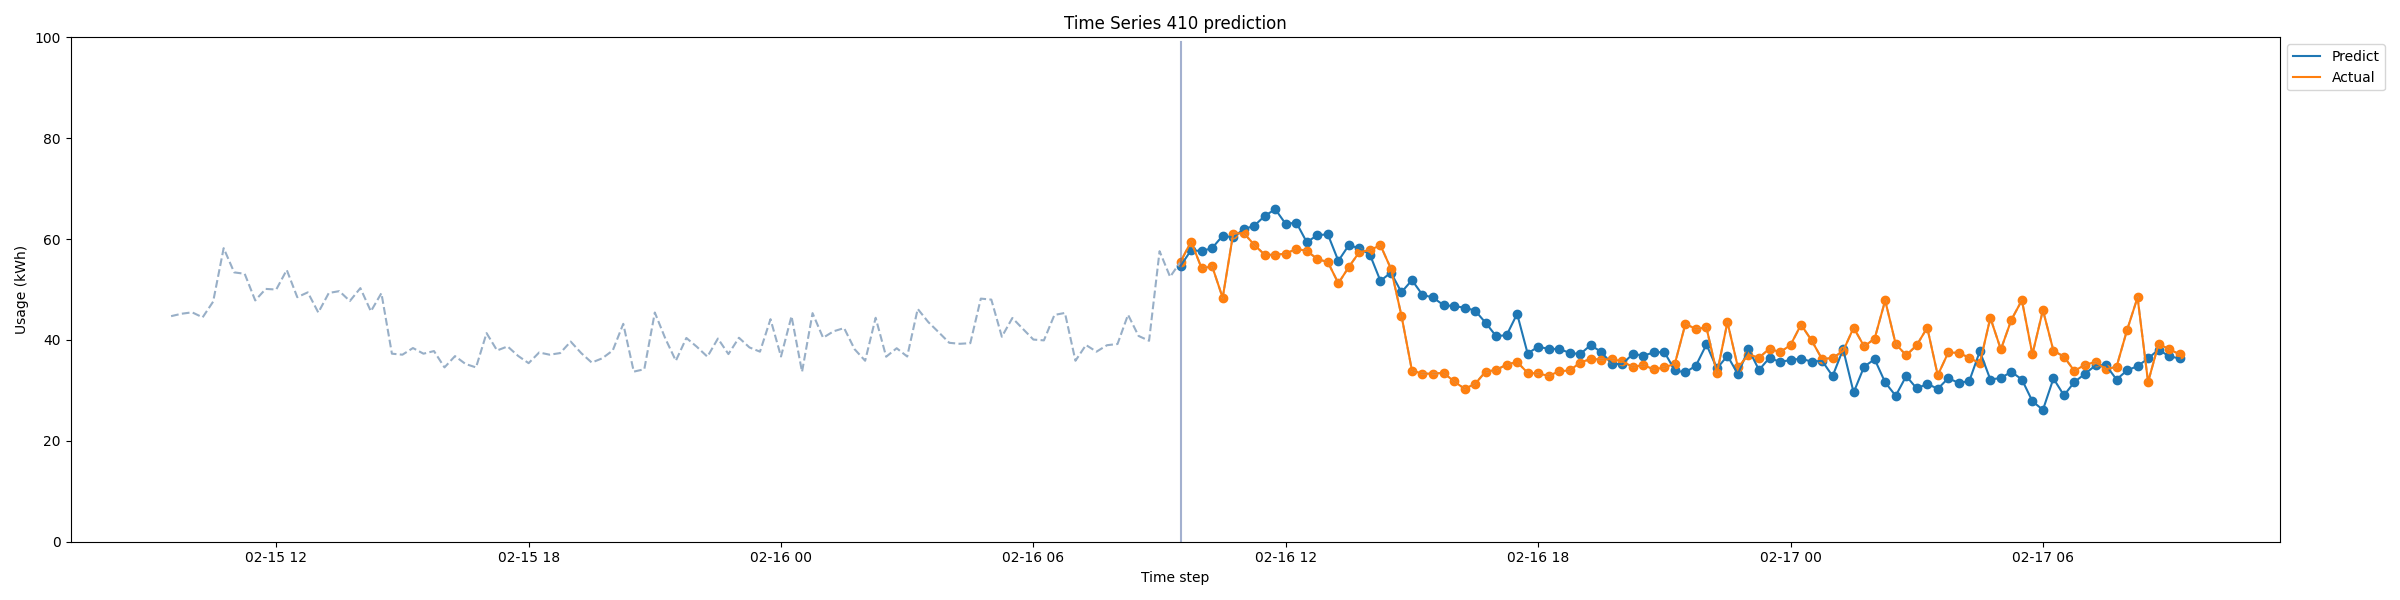 Time Series 410 prediction
100
80
60
40
20
0
Usage (kWh)
02-15 12
02-15 18
02-16 00
02-16 06
02-16 12
02-16 18
02-17 00
02-17 06
Time step
Predict
Actual